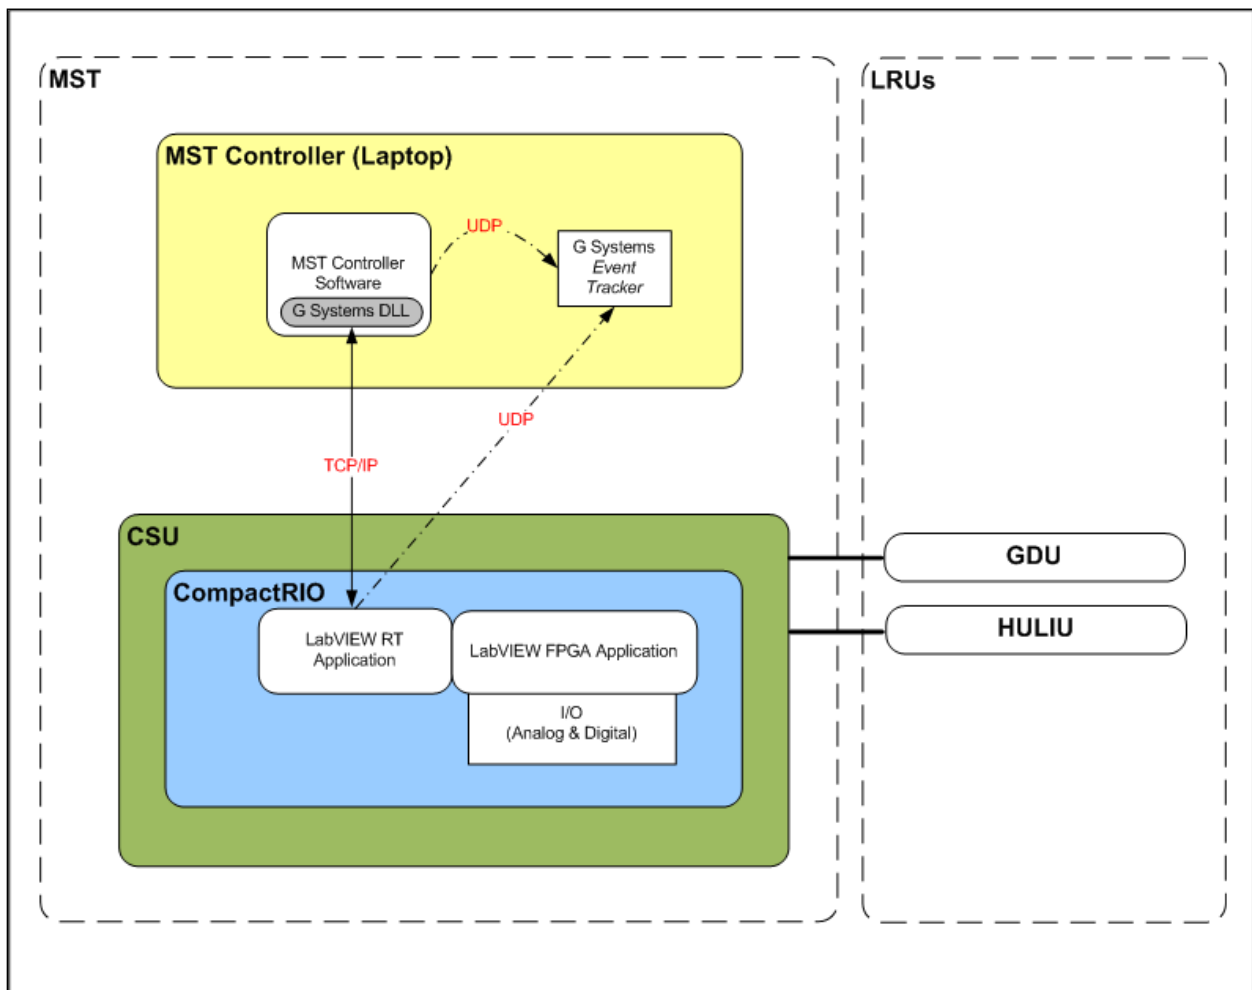 MST
LRUs
MST Controller (Laptop)
UDP
G Systems
Event
Tracker
MST Controller
Software
G Systems DLL
UDP
TCP/IP
CSU
GDU
CompactRIO
HULIU
LabVIEW RT
Application
LabVIEW FPGA Application
I/O
(Analog & Digital)